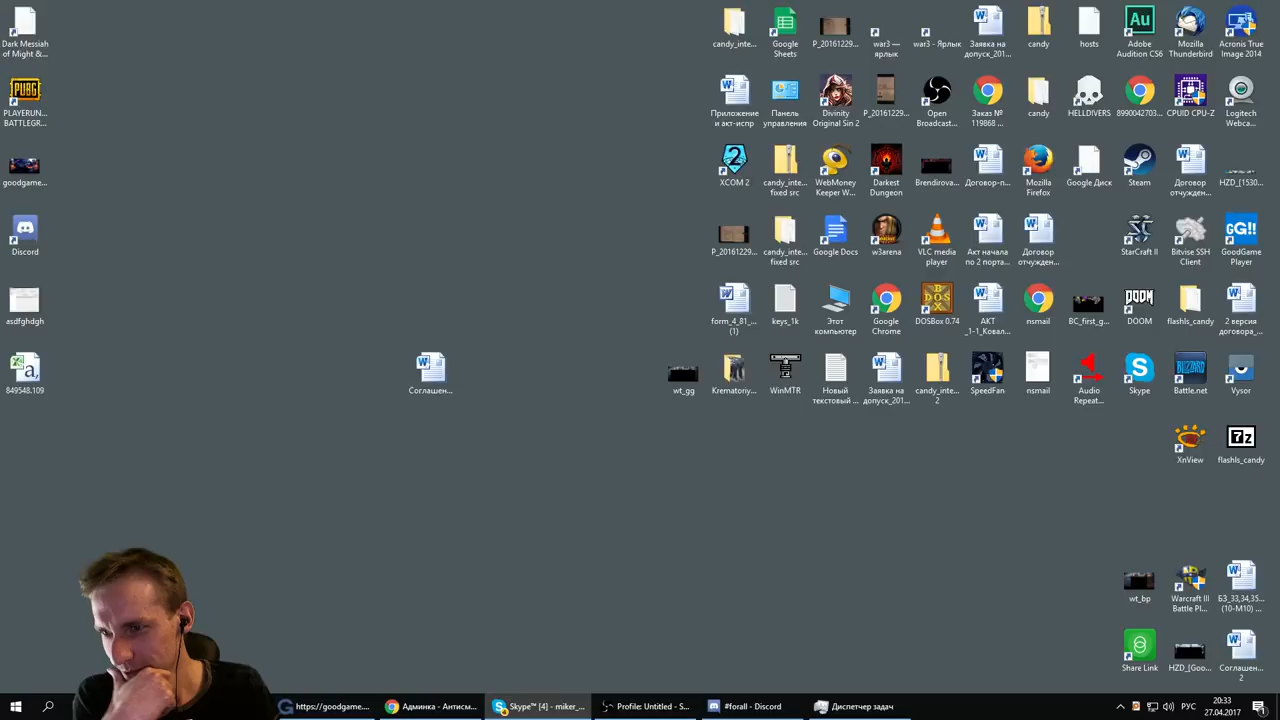 Dark Messiah
of Might &...
candy_inte...
Google
Sheets
P_20161229...
war3 —
ярлык
war3 - Ярлык
Заявка на
допуск_201...
candy
hosts
Adobe
Audition CS6
Mozilla
Thunderbird
Acronis True
Image 2014
PUBG
PLAYERUN...
BATTLEGR...
Приложение
и акт-испр
Панель
управления
Divinity
Original Sin 2
P_20161229...
Open
Broadcast...
Заказ №
119868 ...
candy
HELLDIVERS
8990042703...
CPUID CPU-Z
Logitech
Webca...
goodgame...
XCOM 2
candy_inte...
fixed src
WebMoney
Keeper W...
Darkest
Dungeon
Brendirova...
Договор-п...
Mozilla
Firefox
Google Диск
Steam
Договор
отчужден...
HZD_[1530...
Discord
P_20161229...
candy_inte...
fixed src
Google Docs
w3arena
VLC media
player
Акт начала
по 2 порта...
Договор
отчужден...
StarCraft II
Bitvise SSH
Client
GG!!
GoodGame
Player
asdfghdgh
form_4_81_...
(1)
keys_1k
Этот
компьютер
Google
Chrome
DOSBox 0.74
АКТ
_1-1_Ковал...
nsmail
BC_first_g...
DOOM
DOOM
flashls_candy
2 версия
договора_...
849548.109
Соглашен...
wt_gg
Krematoriy...
WinMTR
Новый
текстовый ...
Заявка на
допуск_201...
candy_inte...
2
SpeedFan
nsmail
Audio
Repeat...
Skype
BLIZZARD
Battle.net
Vysor
XnView
7z
flashls_candy
wt_bp
Warcraft III
Battle Pl...
БЗ_33,34,35...
(10-М10) ...
Share Link
HZD_[Goo...
Соглашен...
2
https://goodgame....
Админка - Антисм...
Skype™ [4] - miker_...
Profile: Untitled - S...
#forall - Discord
Диспетчер задач
РУС
20:33
27.04.2017